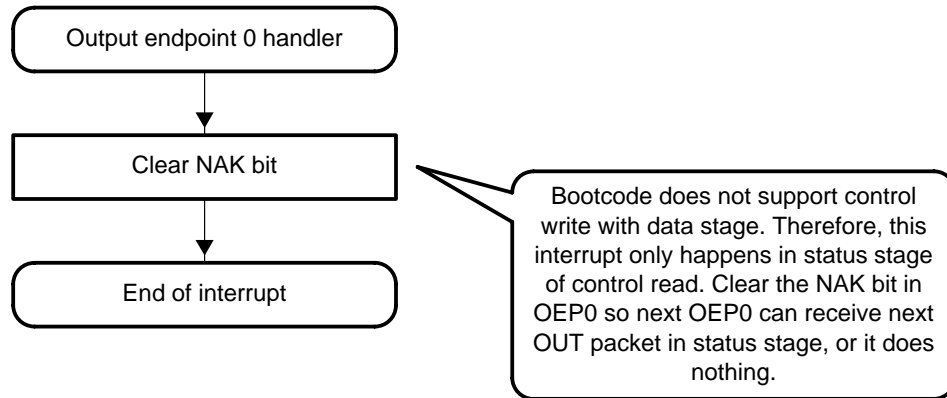 Output endpoint 0 handler
Clear NAK bit
Bootcode does not support control
write with data stage. Therefore, this
interrupt only happens in status stage
of control read. Clear the NAK bit in
OEP0 so next OEP0 can receive next
OUT packet in status stage, or it does
nothing.
End of interrupt